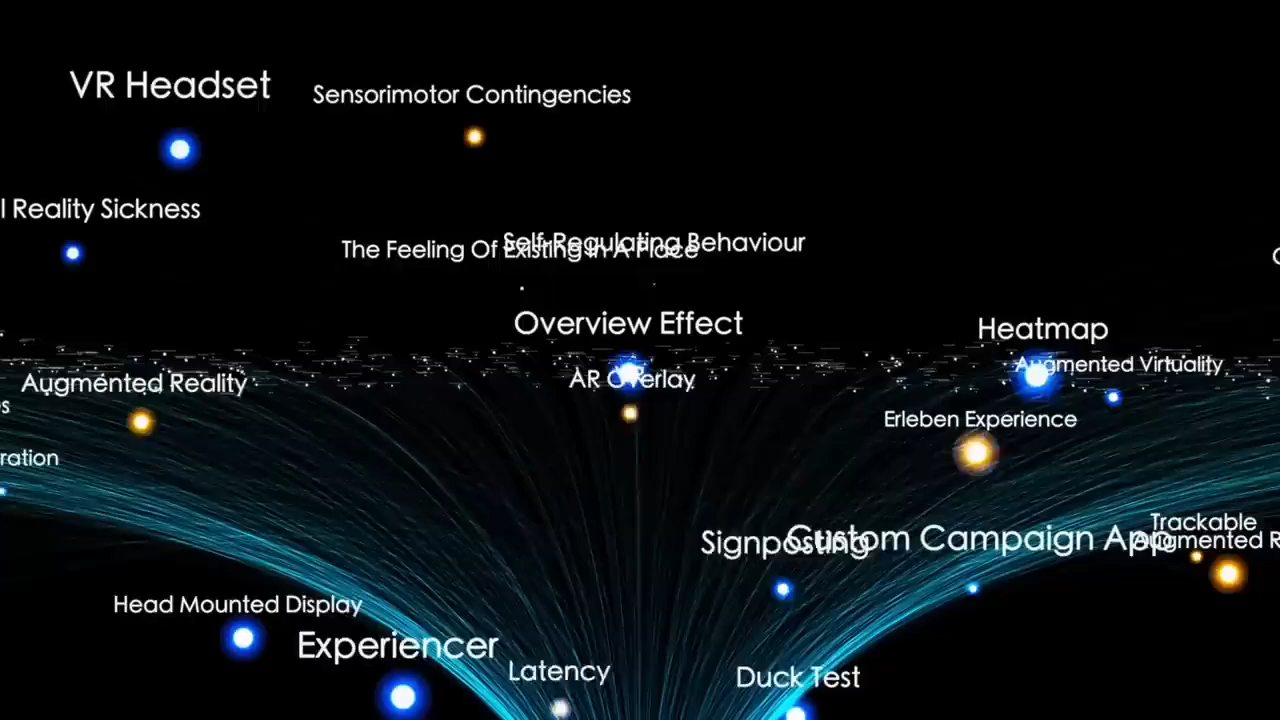 VR Headset
Sensorimotor Contingencies
l Reality Sickness
Self-Regulating Behaviour
The Feeling Of Existing In A Place
Overview Effect
Heatmap
Augmented Virtuality
AR Overlay
Augmented Reality
Erleben Experience
ration
Trackable
Custom Campaign App
Signposting
Augmented R
Head Mounted Display
Experiencer
Latency
Duck Test